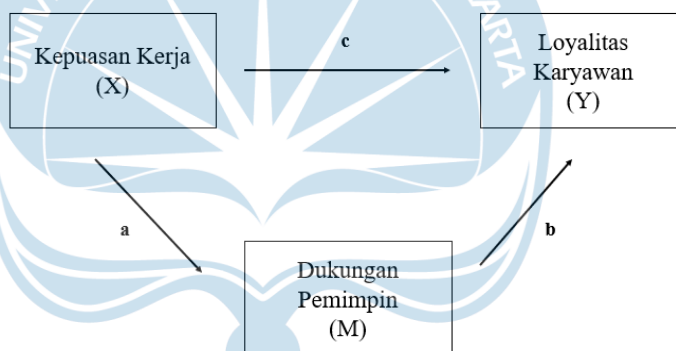 Kepuasan Kerja
(X)
c
Loyalitas
Karyawan
(Y)
a
b
Dukungan
Pemimpin
(M)